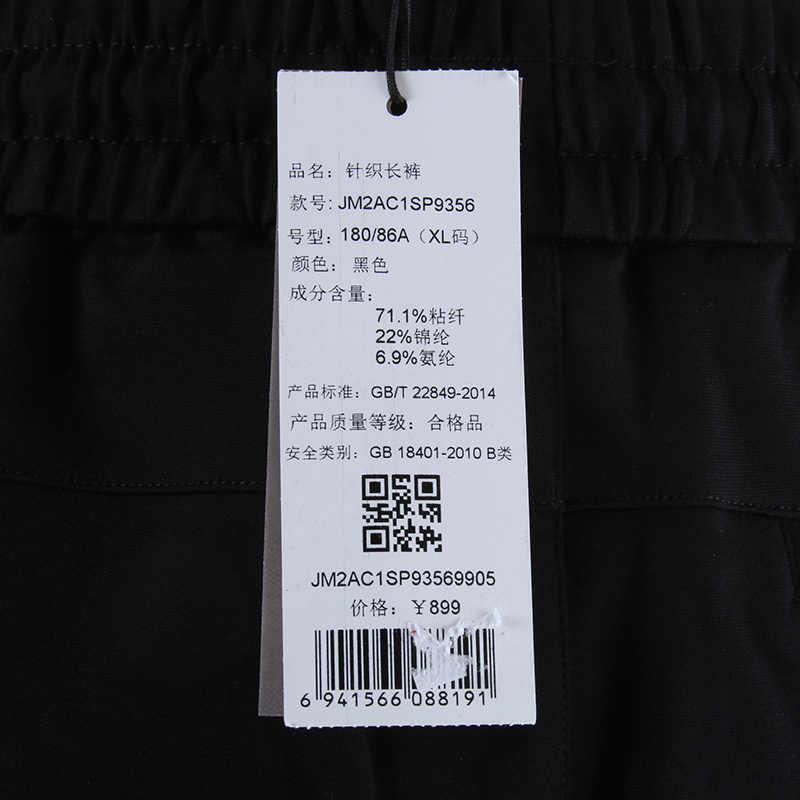 品名：针织长裤
款号: JM2AC1SP9356
号型: 180/86A（XL码）
颜色：黑色
成分含量：
71.1%粘纤
22%锦纶
6.9%氨纶
产品标准：GB/T 22849-2014
产品质量等级：合格品
安全类别：GB 18401-2010 B类
JM2AC1SP93569905
价格：￥899
6 941566 088191